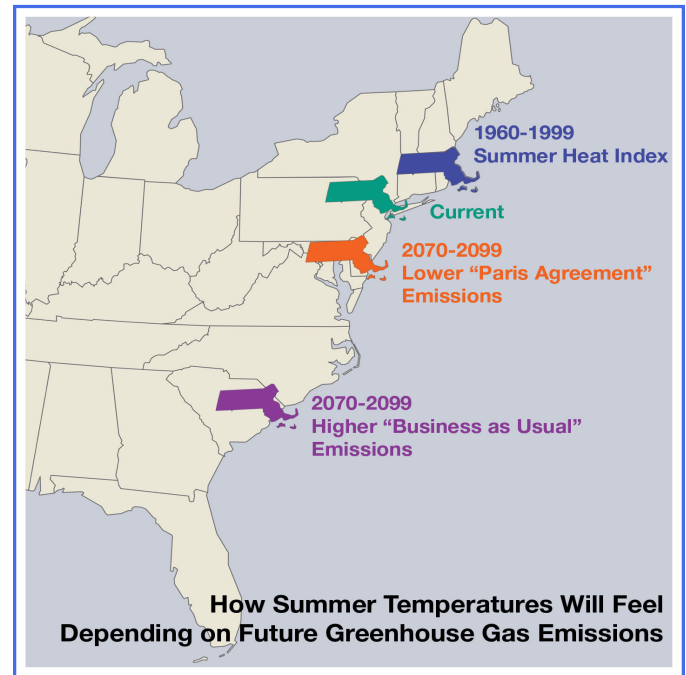 1960-1999
Summer Heat Index
Current
2070-2099
Lower “Paris Agreement”
Emissions
2070-2099
Higher “Business as Usual”
Emissions
How Summer Temperatures Will Feel
Depending on Future Greenhouse Gas Emissions